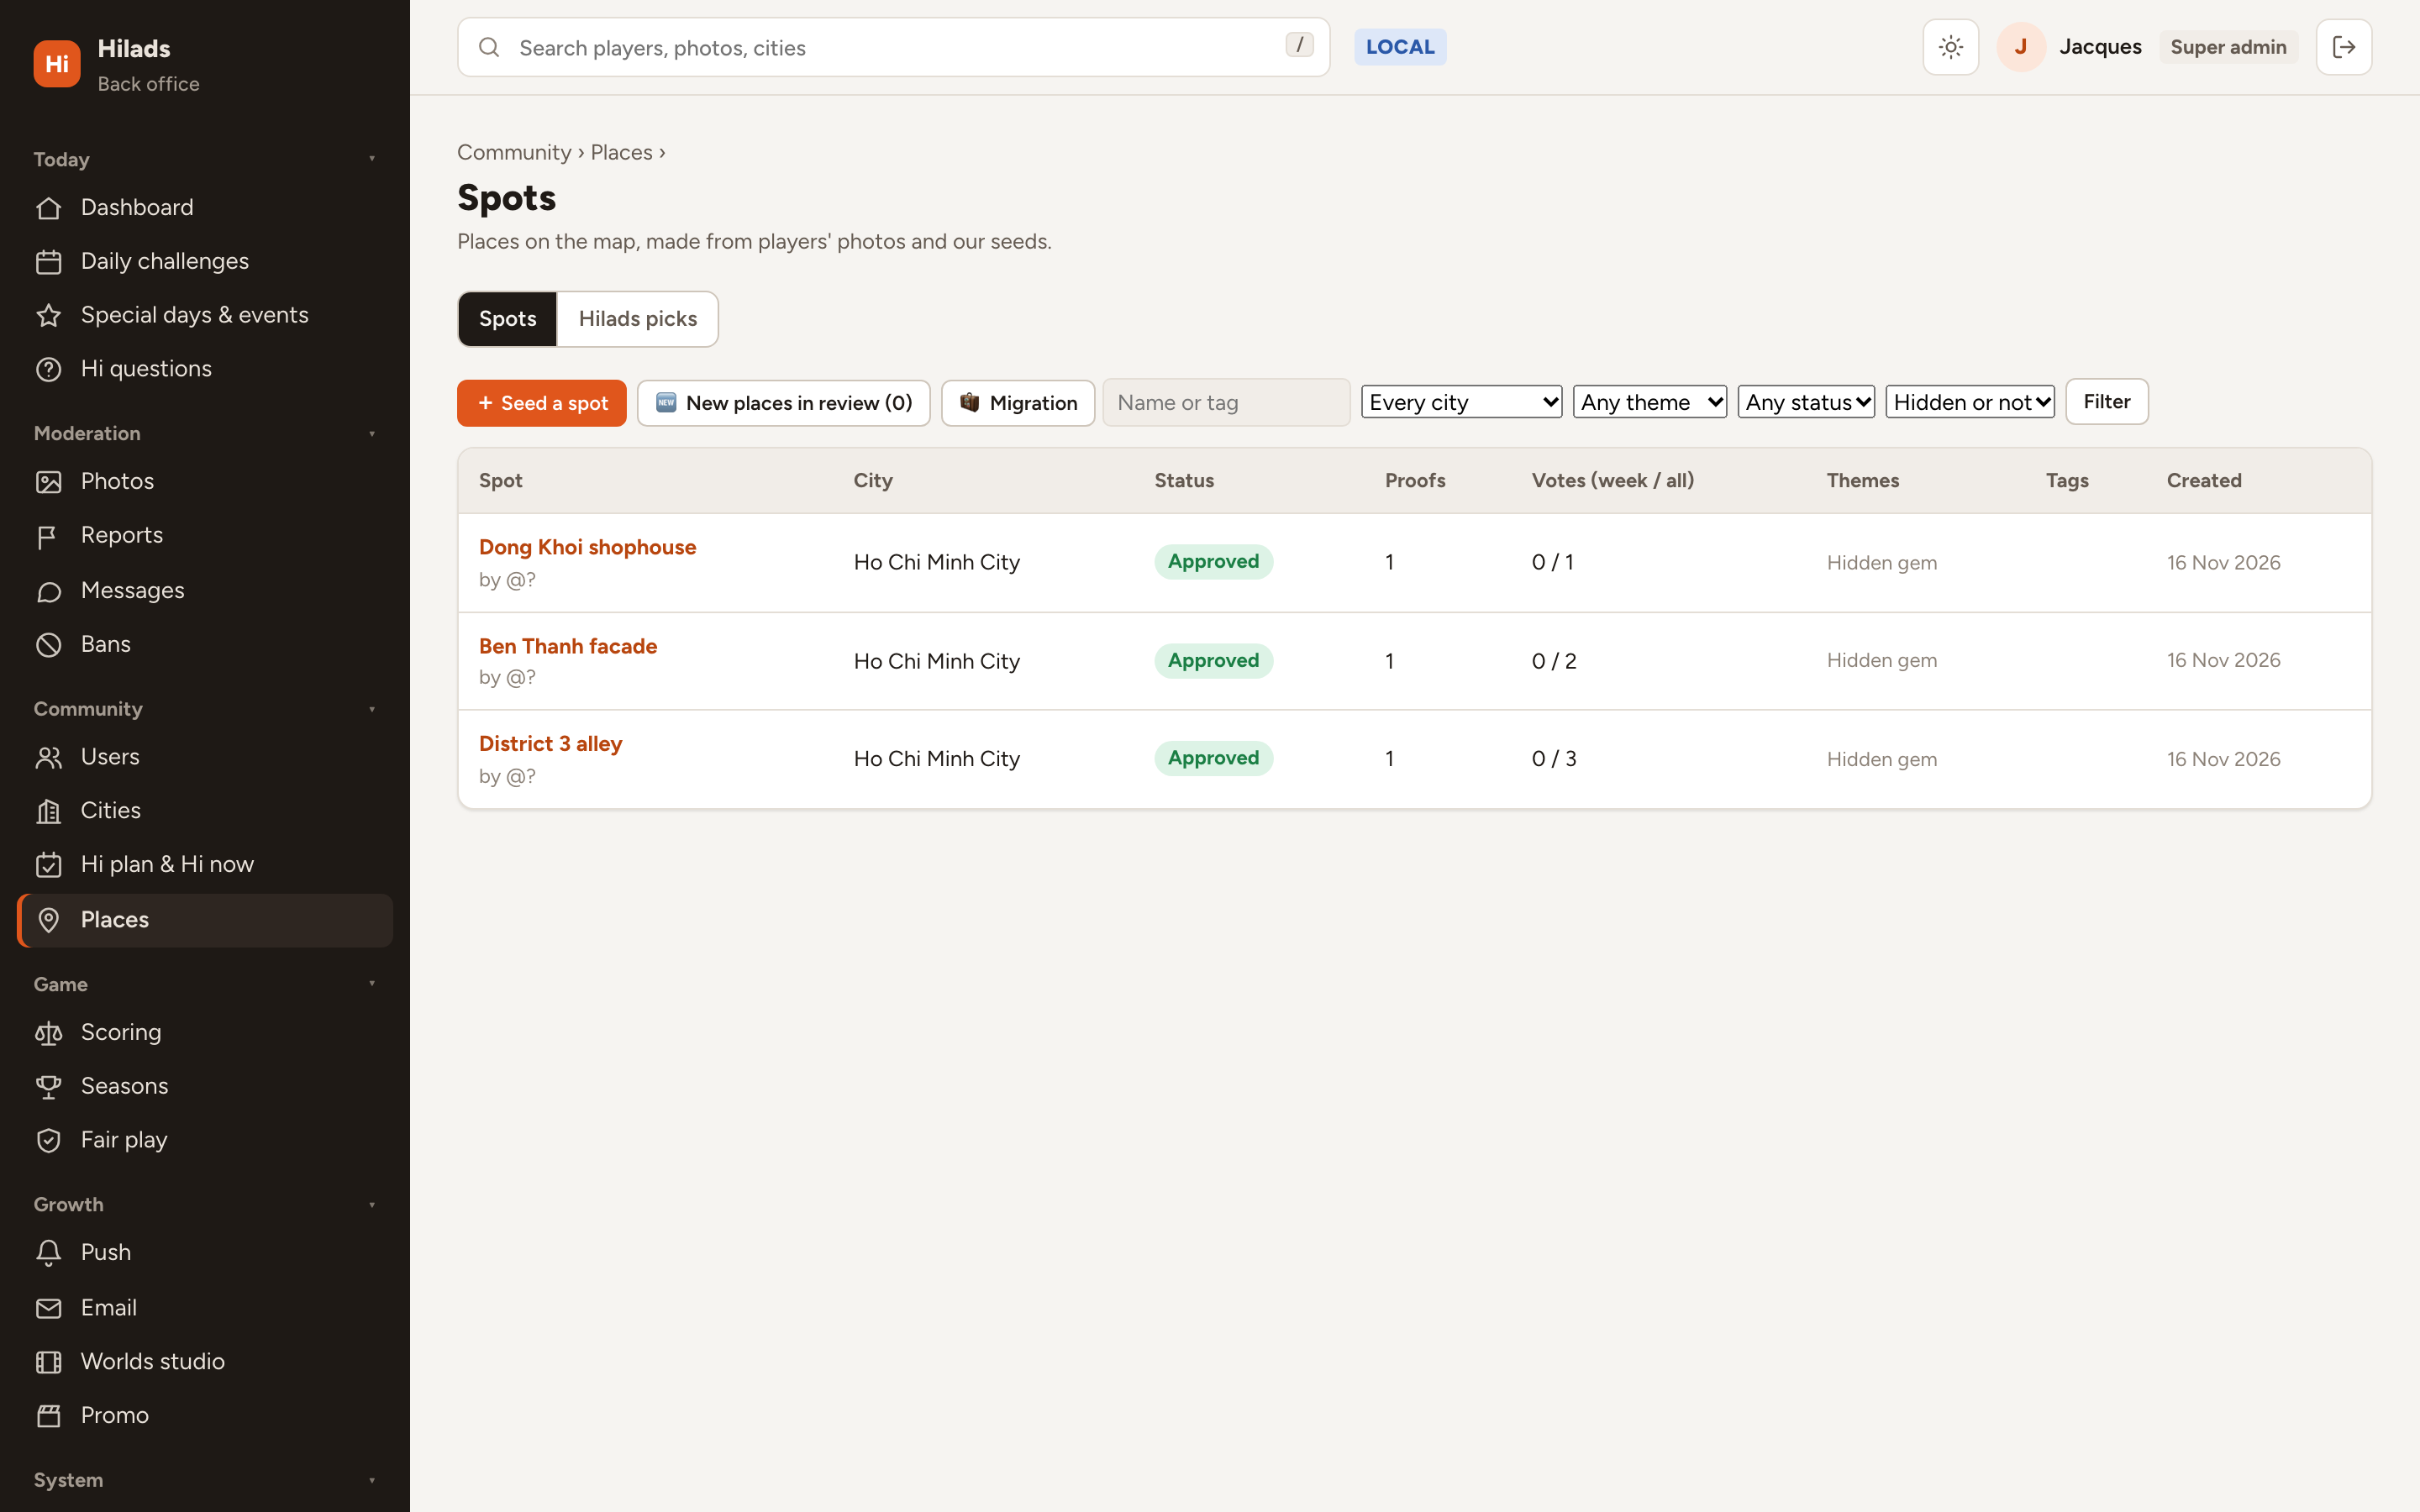 Hi
Hilads
Back office
Today
Dashboard
Daily challenges
Special days & events
Hi questions
Moderation
Photos
Reports
Messages
Bans
Community
Users
Cities
Hi plan & Hi now
Places
Game
Scoring
Seasons
Fair play
Growth
Push
Email
Worlds studio
Promo
System
Search players, photos, cities
/
LOCAL
J Jacques Super admin
Community › Places ›
Spots
Places on the map, made from players' photos and our seeds.
Spots Hilads picks
+ Seed a spot NEW New places in review (0) Migration Name or tag Every city Any theme Any status Hidden or not Filter
Spot City Status Proofs Votes (week / all) Themes Tags Created
Dong Khoi shophouse
by @?
Ho Chi Minh City Approved 1 0 / 1 Hidden gem 16 Nov 2026
Ben Thanh facade
by @?
Ho Chi Minh City Approved 1 0 / 2 Hidden gem 16 Nov 2026
District 3 alley
by @?
Ho Chi Minh City Approved 1 0 / 3 Hidden gem 16 Nov 2026